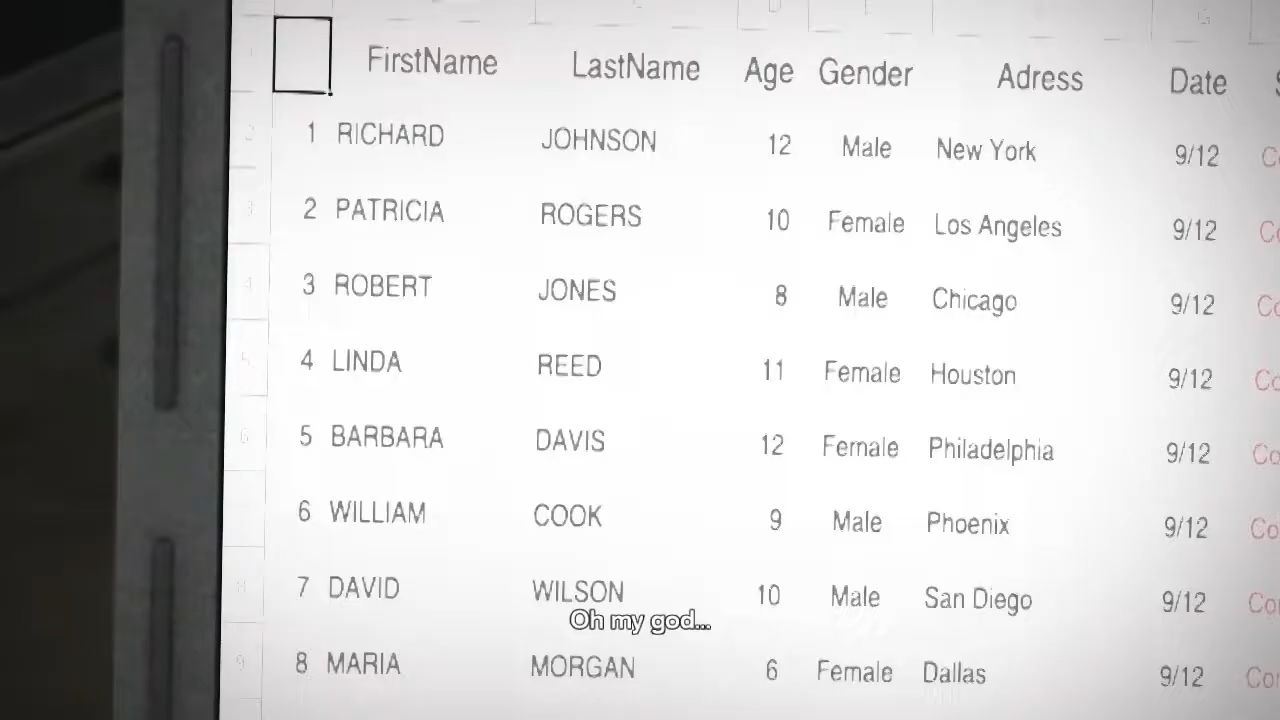 FirstName LastName Age Gender Adress Date
1 RICHARD JOHNSON 12 Male New York 9/12
2 PATRICIA ROGERS 10 Female Los Angeles 9/12
3 ROBERT JONES 8 Male Chicago 9/12
4 LINDA REED 11 Female Houston 9/12
5 BARBARA DAVIS 12 Female Philadelphia 9/12
6 WILLIAM COOK 9 Male Phoenix 9/12
7 DAVID WILSON 10 Male San Diego 9/12
Oh my god...
8 MARIA MORGAN 6 Female Dallas 9/12